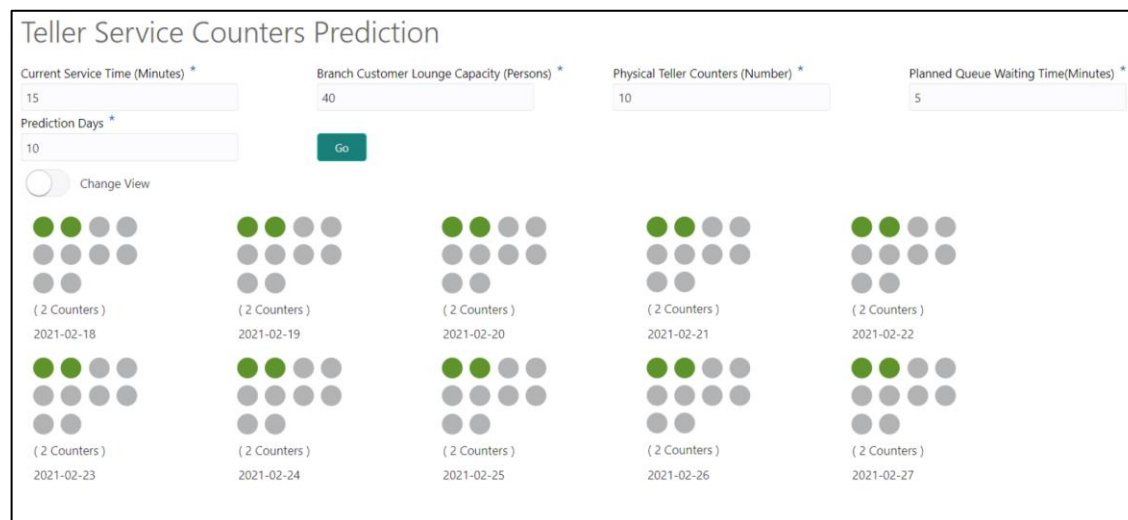 Teller Service Counters Prediction
Current Service Time (Minutes) * Branch Customer Lounge Capacity (Persons) * Physical Teller Counters (Number) * Planned Queue Waiting Time(Minutes) *
15 40 10 5
Prediction Days *
10 Go
Change View
( 2 Counters ) ( 2 Counters ) ( 2 Counters ) ( 2 Counters ) ( 2 Counters )
2021-02-18 2021-02-19 2021-02-20 2021-02-21 2021-02-22
( 2 Counters ) ( 2 Counters ) ( 2 Counters ) ( 2 Counters ) ( 2 Counters )
2021-02-23 2021-02-24 2021-02-25 2021-02-26 2021-02-27